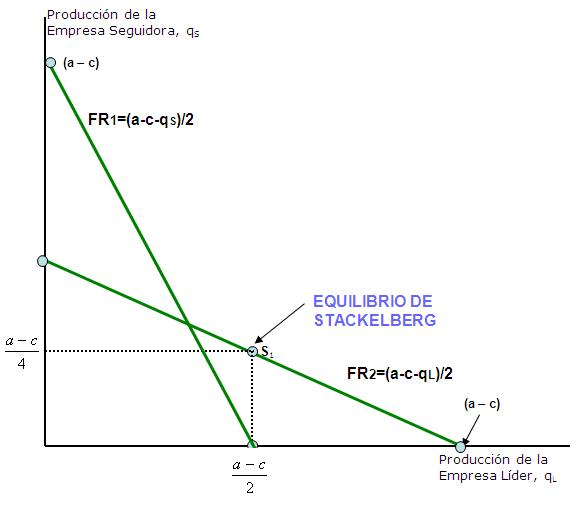 Producción de la
Empresa Seguidora, qS
(a – c)
FR1=(a-c-qS)/2
EQUILIBRIO DE
STACKELBERG
a – c
4
S1
FR2=(a-c-qL)/2
(a – c)
a – c
2
Producción de la
Empresa Líder, qL